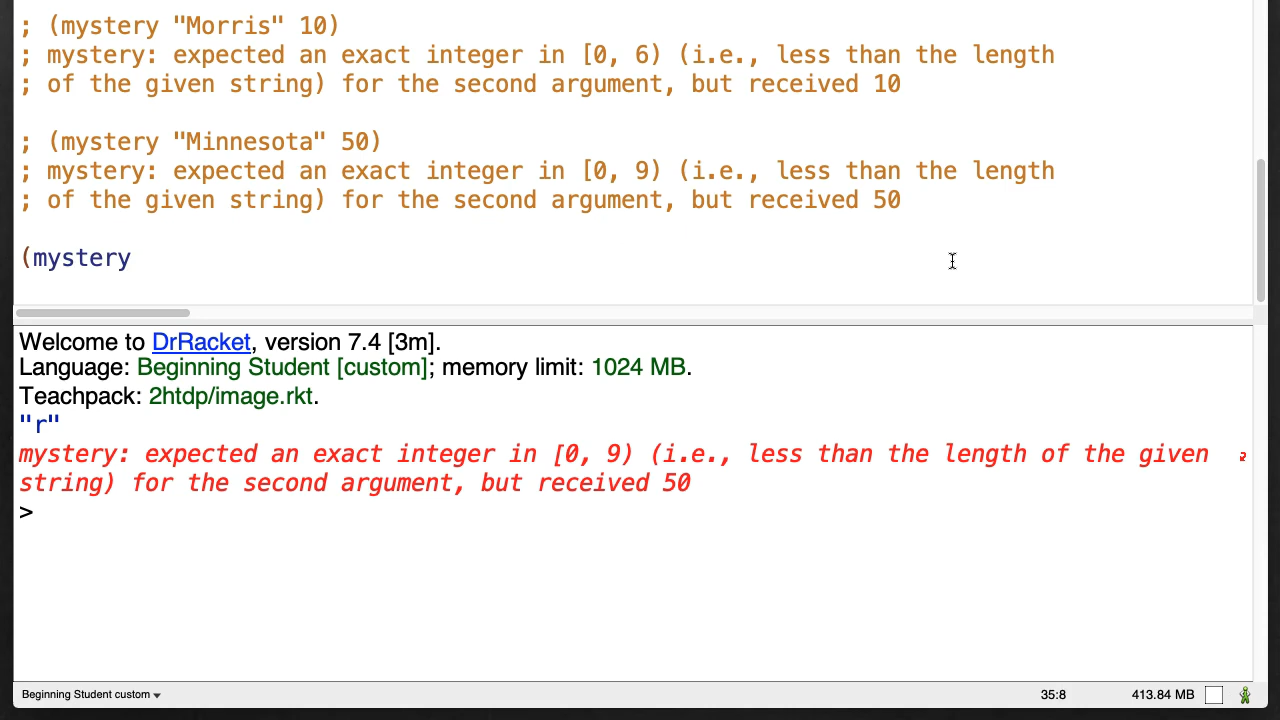 ; (mystery "Morris" 10)
; mystery: expected an exact integer in [0, 6) (i.e., less than the length
; of the given string) for the second argument, but received 10
; (mystery "Minnesota" 50)
; mystery: expected an exact integer in [0, 9) (i.e., less than the length
; of the given string) for the second argument, but received 50
(mystery
Welcome to DrRacket, version 7.4 [3m].
Language: Beginning Student [custom]; memory limit: 1024 MB.
Teachpack: 2htdp/image.rkt.
"r"
mystery: expected an exact integer in [0, 9) (i.e., less than the length of the given
string) for the second argument, but received 50
>
Beginning Student custom 35:8 413.84 MB